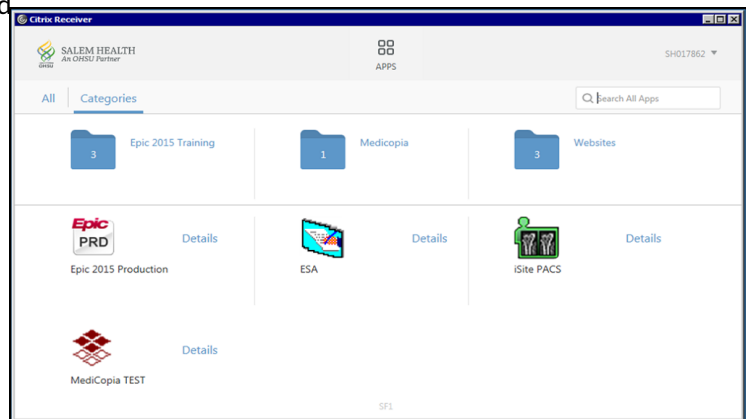 d
Citrix Receiver
SALEM HEALTH
An OHSU Partner
APPS
SH017862
All Categories
Search All Apps
3 Epic 2015 Training
1 Medicopia
3 Websites
Epic
PRD
Details
Epic 2015 Production
Details
ESA
Details
iSite PACS
Details
MediCopia TEST
SF1